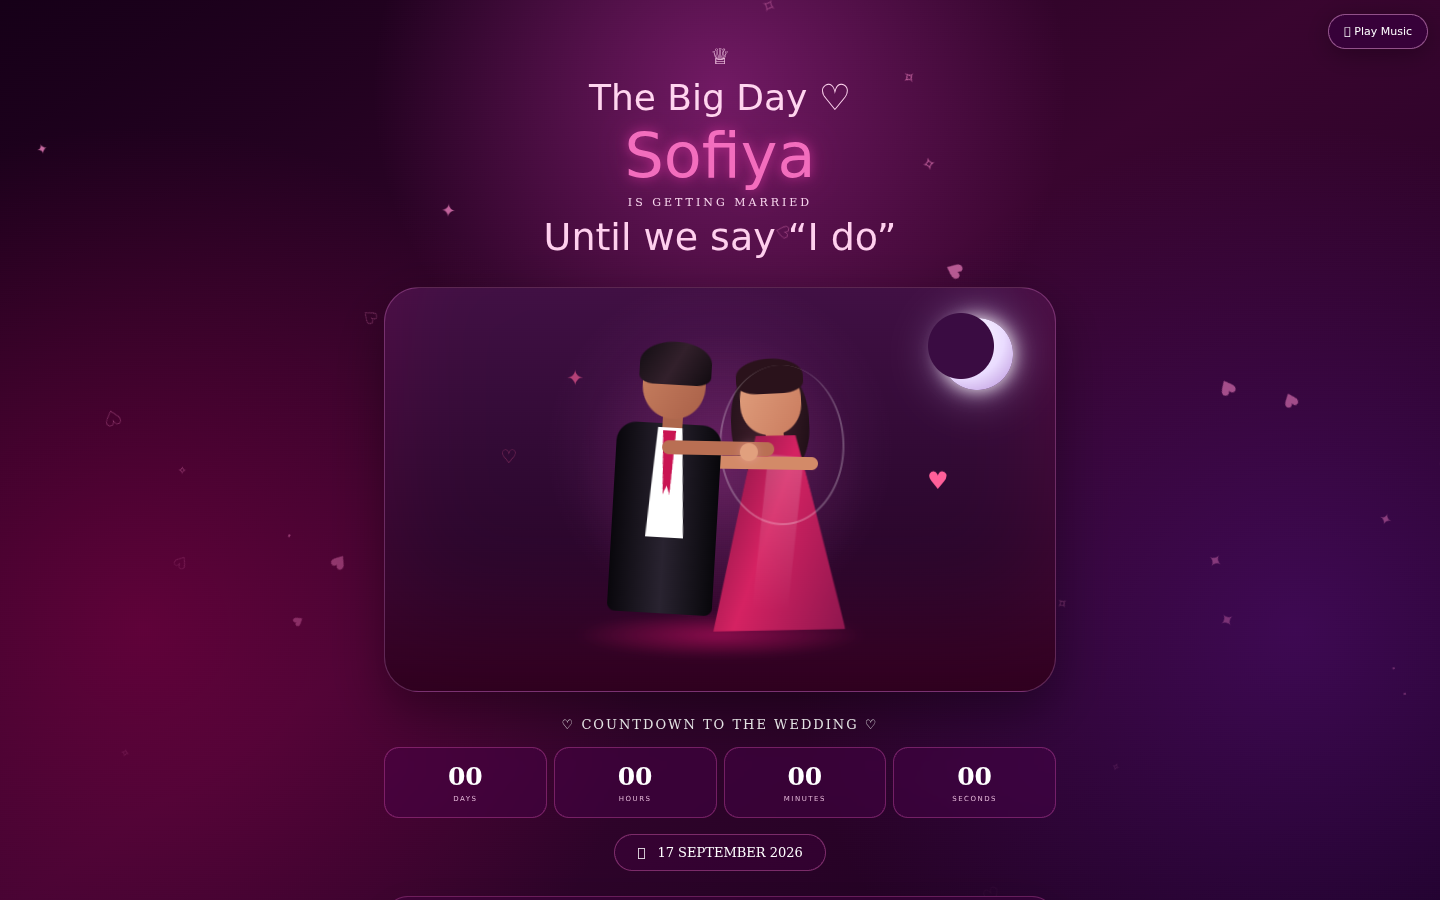 Play Music
The Big Day ♡
Sofiya
IS GETTING MARRIED
Until we say “I do”
♡ COUNTDOWN TO THE WEDDING ♡
00 00 00 00
DAYS HOURS MINUTES SECONDS
17 SEPTEMBER 2026